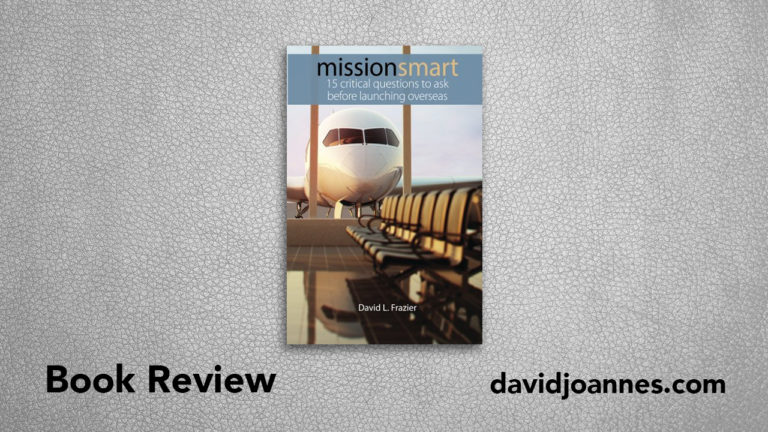 missionsmart
15 critical questions to ask
before launching overseas
David L. Frazier
Book Review
davidjoannes.com